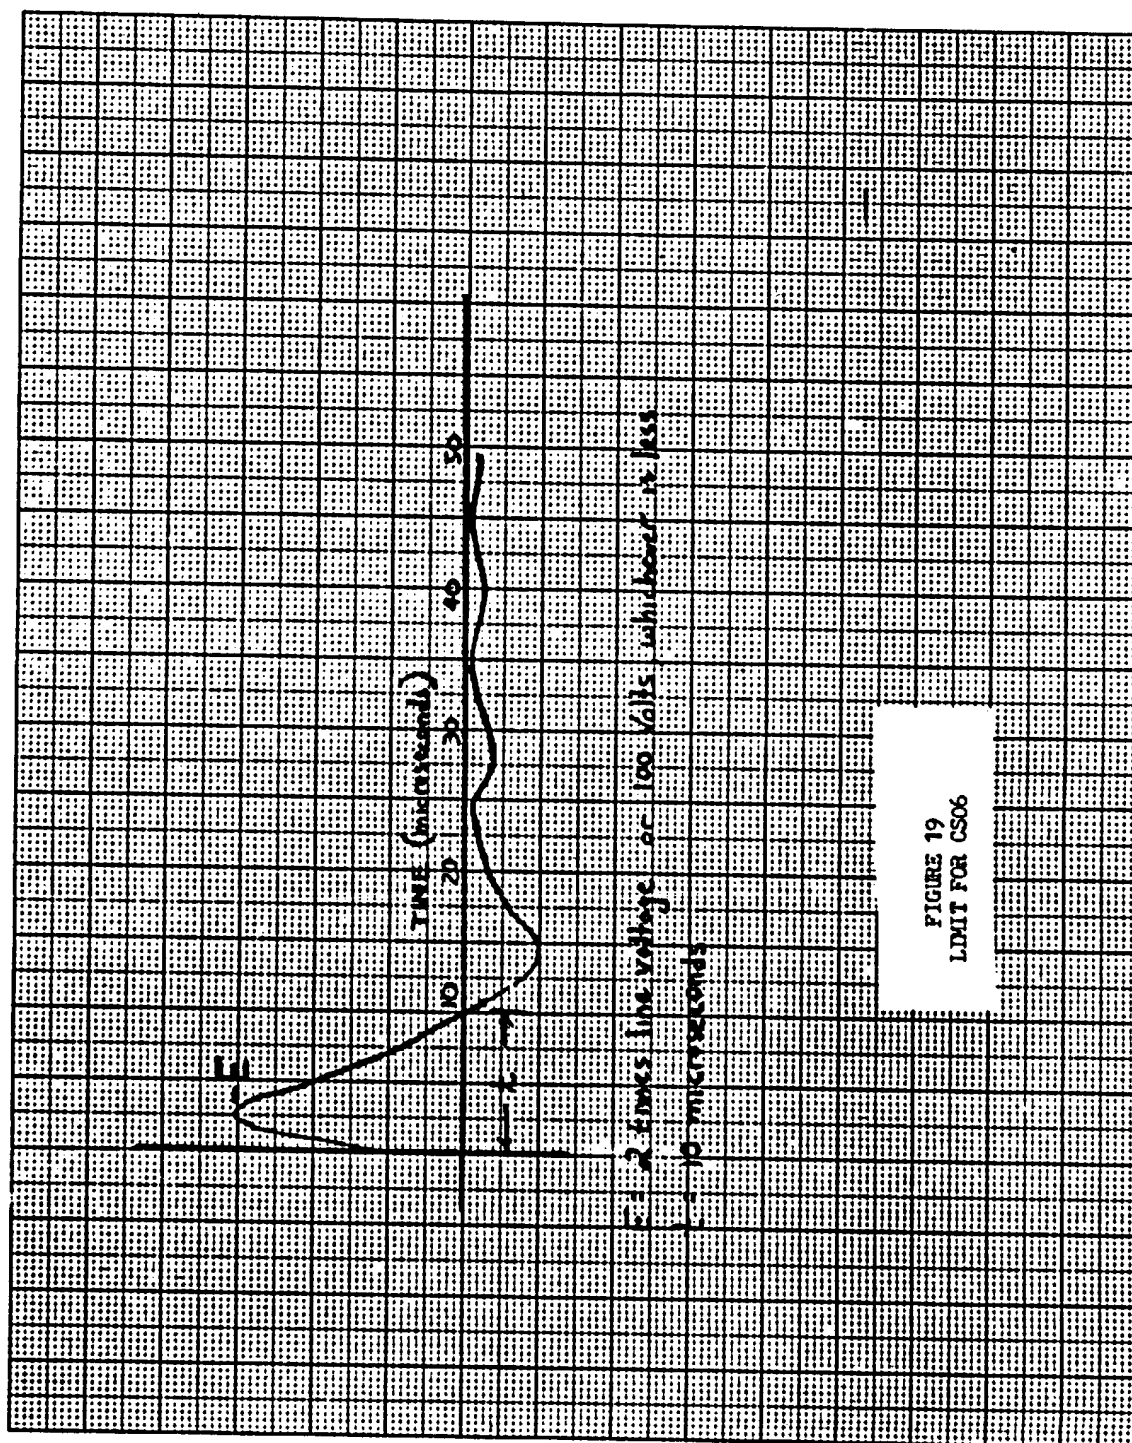 E
TIME (microseconds)
10 20 30 40 50
t
E = 2 times line voltage or 100 Volts, whichever is less
t = 10 microseconds
FIGURE 19
LIMIT FOR CS06